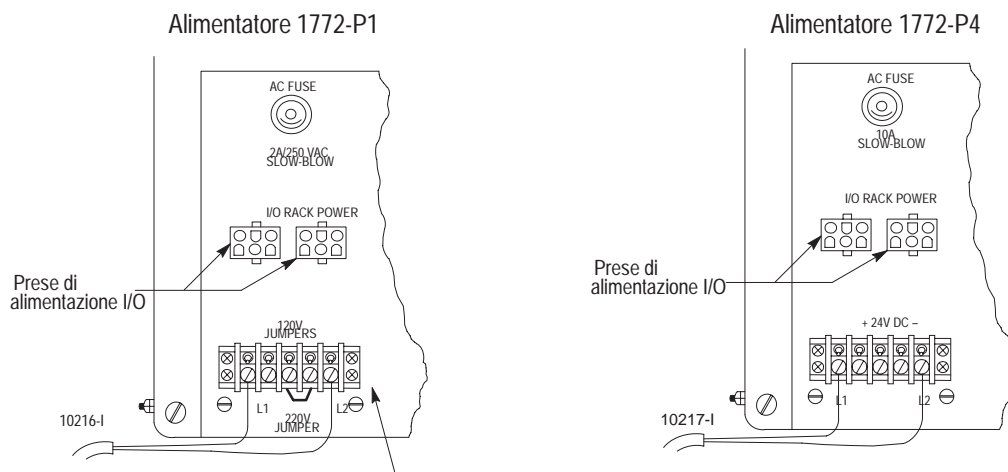 Alimentatore 1772-P1
AC FUSE
2A/250 VAC
SLOW-BLOW
I/O RACK POWER
Prese di
alimentazione I/O
120V
JUMPERS
L1
L2
220V
JUMPER
10216-I
Alimentatore 1772-P4
AC FUSE
10A
SLOW-BLOW
I/O RACK POWER
Prese di
alimentazione I/O
+ 24V DC –
L1
L2
10217-I